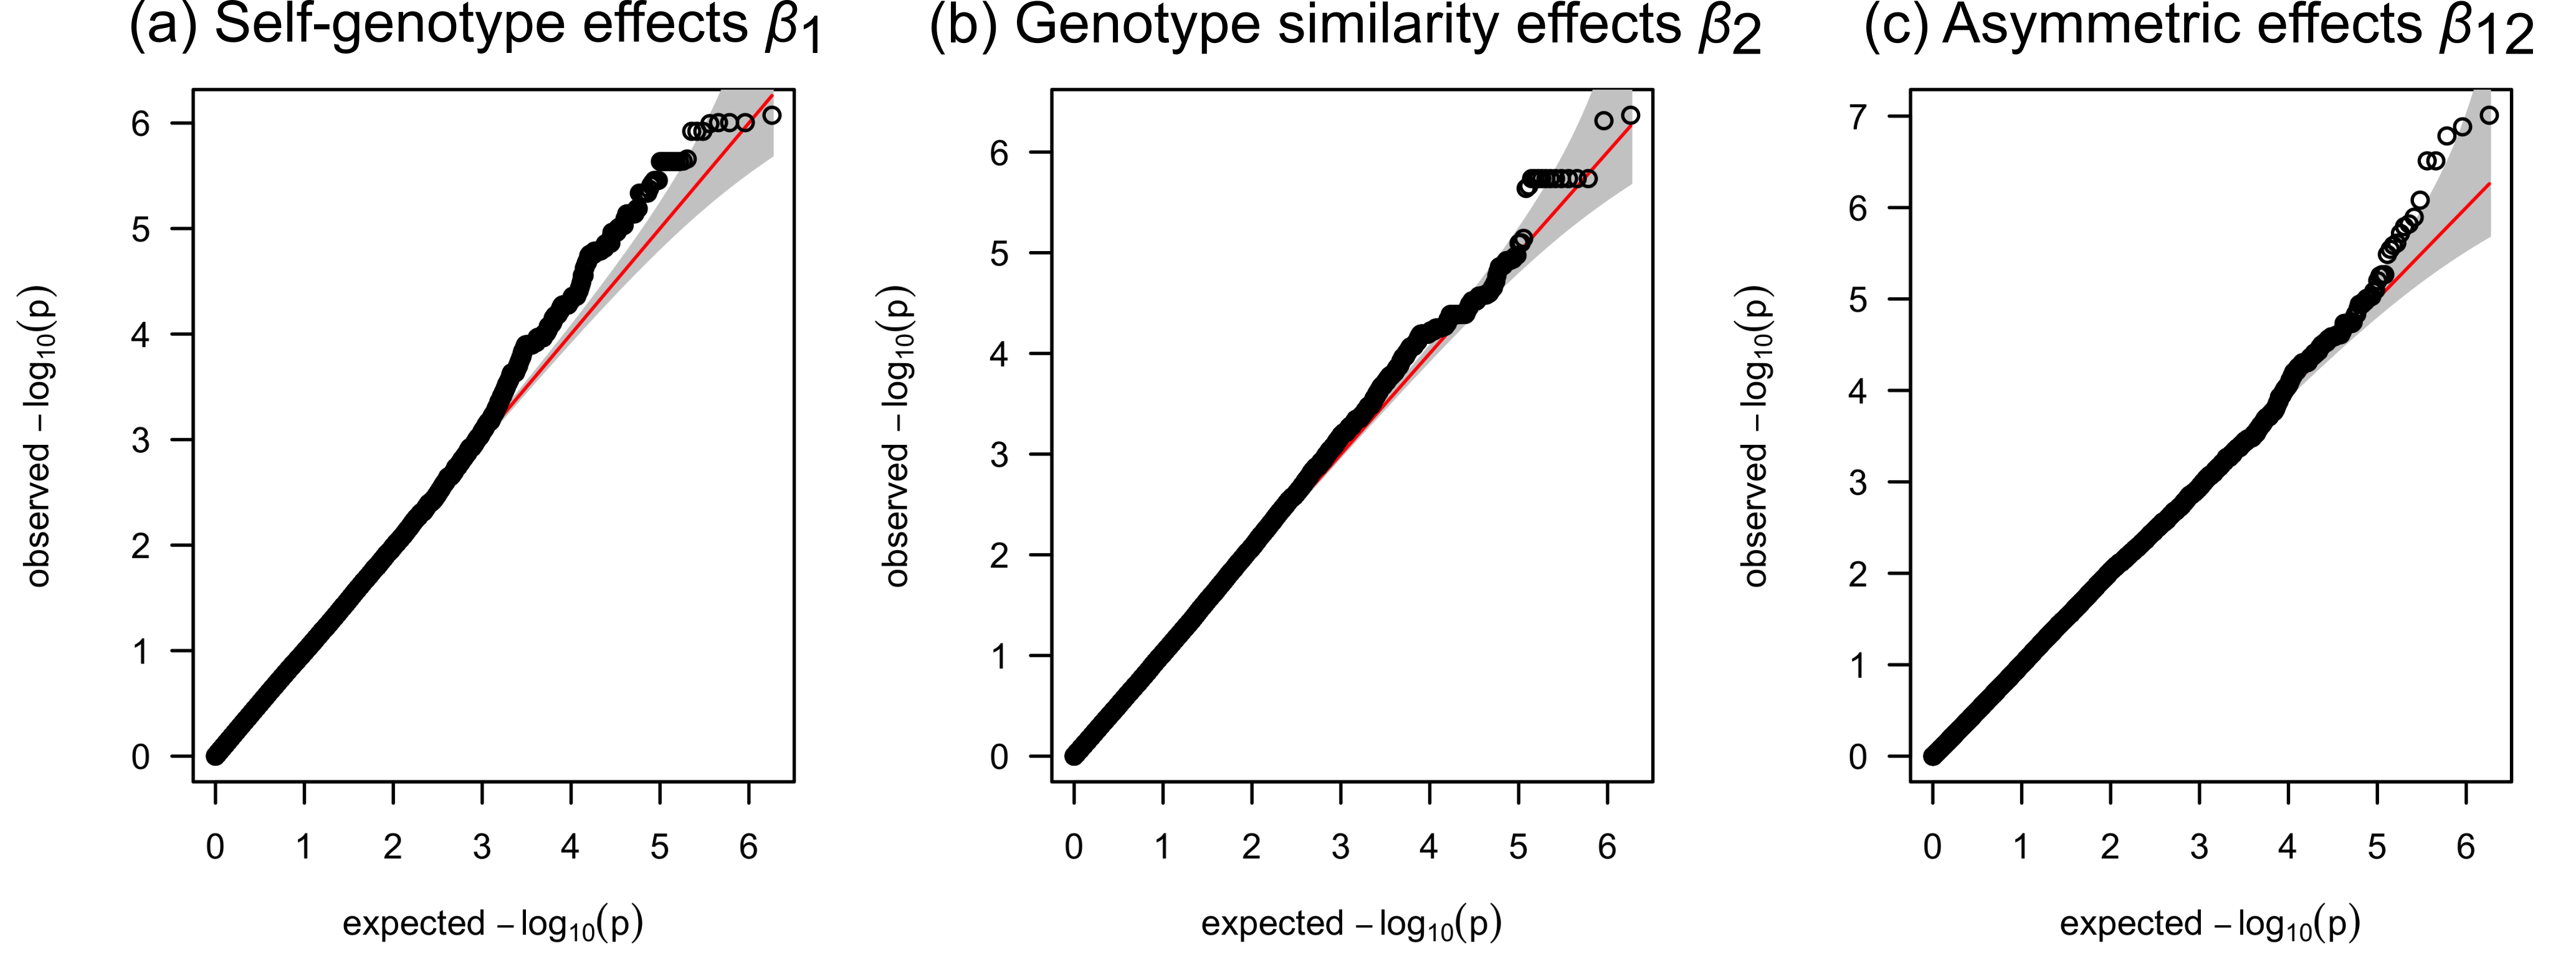 (a) Self-genotype effects β1
observed −log10(p)
6
5
4
3
2
1
0
0 1 2 3 4 5 6
expected −log10(p)
(b) Genotype similarity effects β2
observed −log10(p)
6
5
4
3
2
1
0
0 1 2 3 4 5 6
expected −log10(p)
(c) Asymmetric effects β12
observed −log10(p)
7
6
5
4
3
2
1
0
0 1 2 3 4 5 6
expected −log10(p)